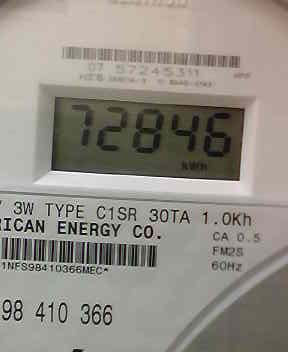 07 57245311
72846
kWh
3W TYPE C1SR 30TA 1.0Kh
RICAN ENERGY CO.
CA 0.5
FM2S
60Hz
1NFS98410366MEC*
98 410 366